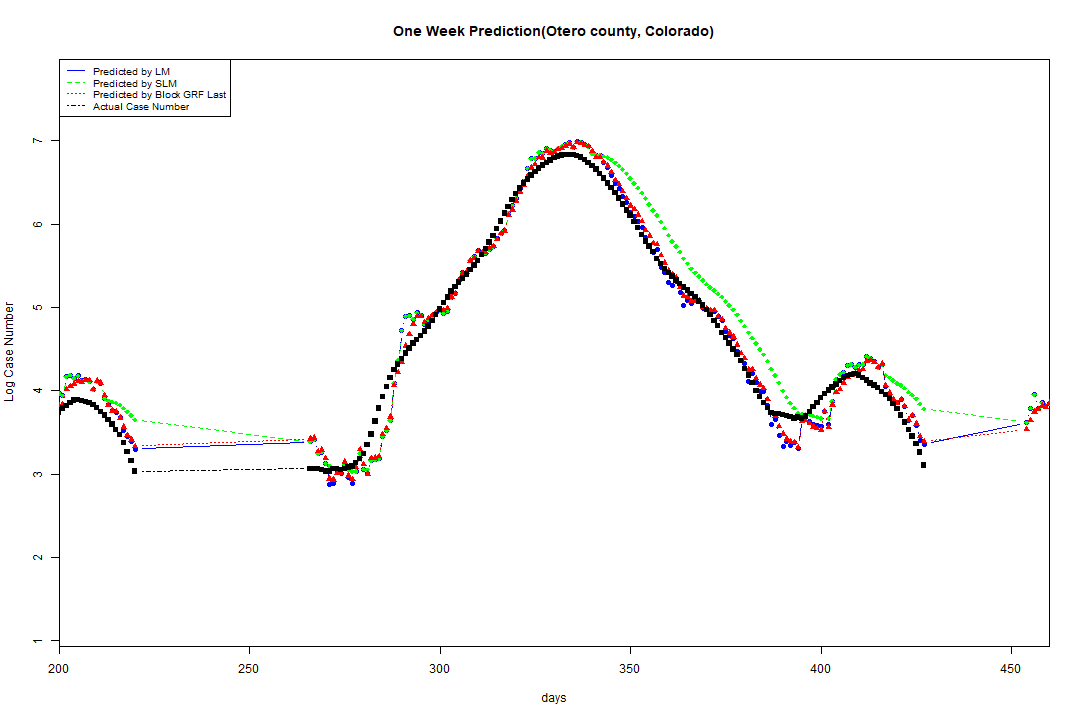 One Week Prediction(Otero county, Colorado)
Predicted by LM
Predicted by SLM
Predicted by Block GRF Last
Actual Case Number
7
6
5
4
3
2
1
Log Case Number
200 250 300 350 400 450
days